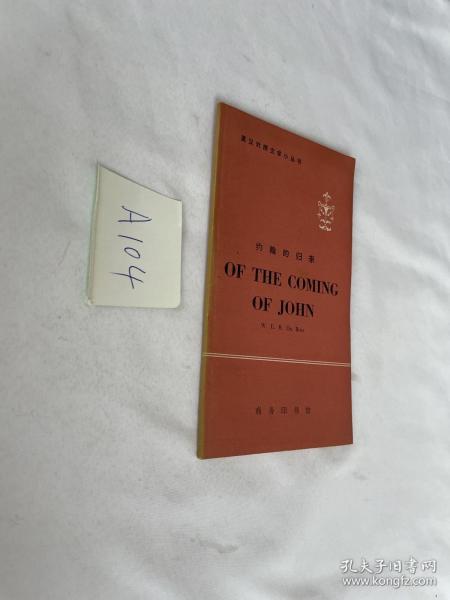 A104
英汉对照文学小丛书
约翰的归来
OF THE COMING
OF JOHN
W. E. B. Du Bois
商务印书馆
孔夫子旧书网
www.kongfz.com